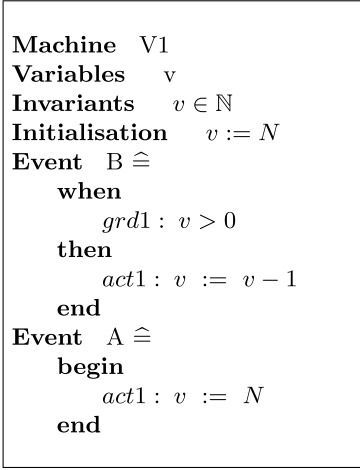 Machine V1
Variables v
Invariants v ∈ ℕ
Initialisation v := N
Event B ≙
when
grd1 : v > 0
then
act1 : v := v − 1
end
Event A ≙
begin
act1 : v := N
end